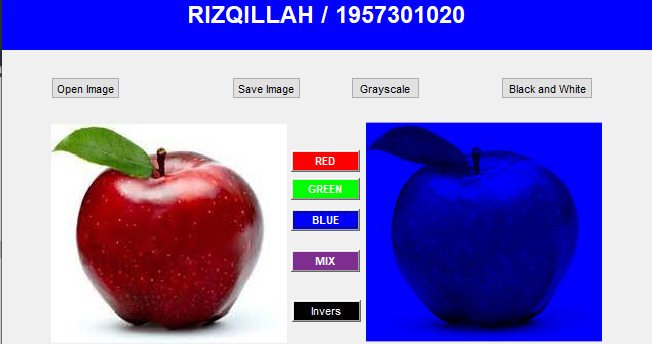 RIZQILLAH / 1957301020
Open Image
Save Image
Grayscale
Black and White
RED
GREEN
BLUE
MIX
Invers